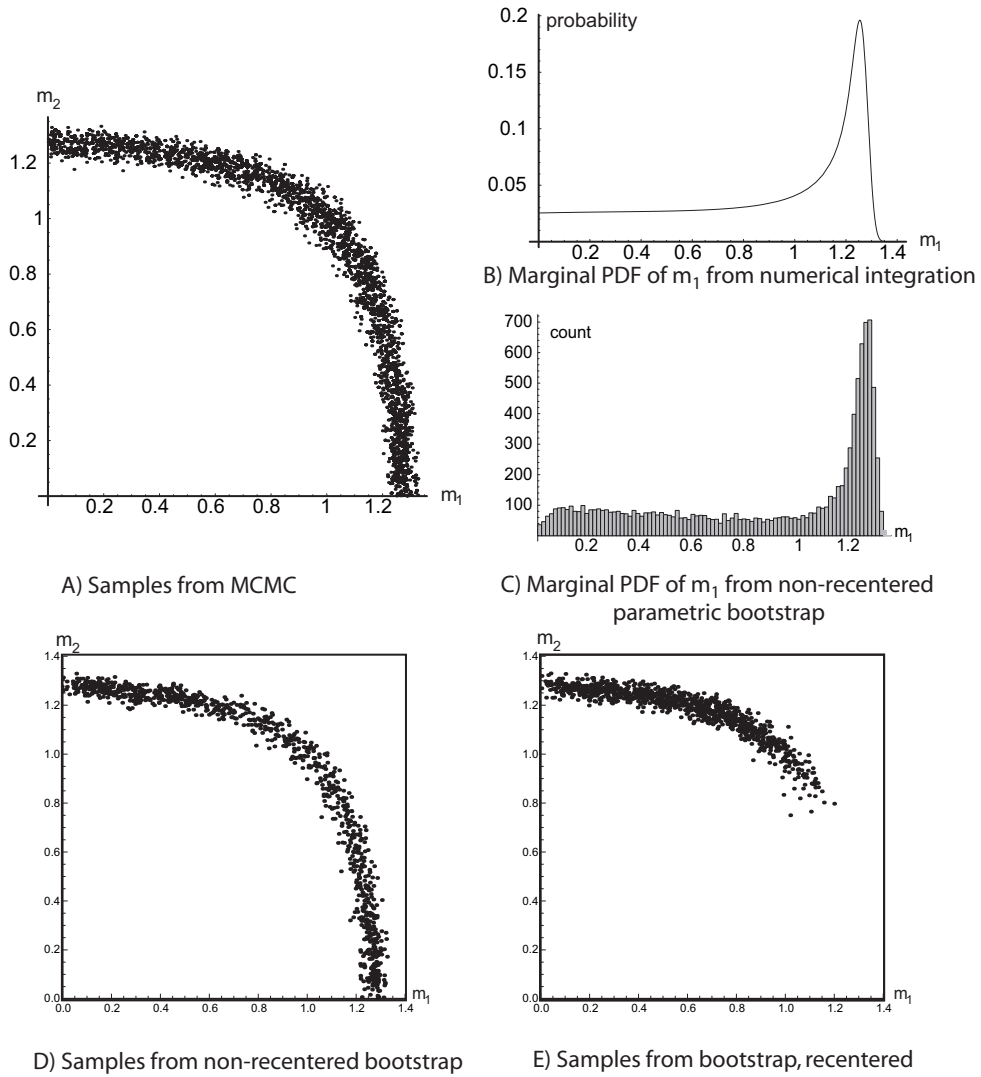 m2
1.2
1
0.8
0.6
0.4
0.2
0.2 0.4 0.6 0.8 1 1.2 m1
A) Samples from MCMC
0.2 probability
0.15
0.1
0.05
0.2 0.4 0.6 0.8 1 1.2 1.4 m1
B) Marginal PDF of m1 from numerical integration
700 count
600
500
400
300
200
100
0.2 0.4 0.6 0.8 1 1.2 m1
C) Marginal PDF of m1 from non-recentered
parametric bootstrap
m2
1.4
1.2
1.0
0.8
0.6
0.4
0.2
0.0
0.0 0.2 0.4 0.6 0.8 1.0 1.2 1.4 m1
D) Samples from non-recentered bootstrap
m2
1.4
1.2
1.0
0.8
0.6
0.4
0.2
0.0
0.0 0.2 0.4 0.6 0.8 1.0 1.2 1.4 m1
E) Samples from bootstrap, recentered